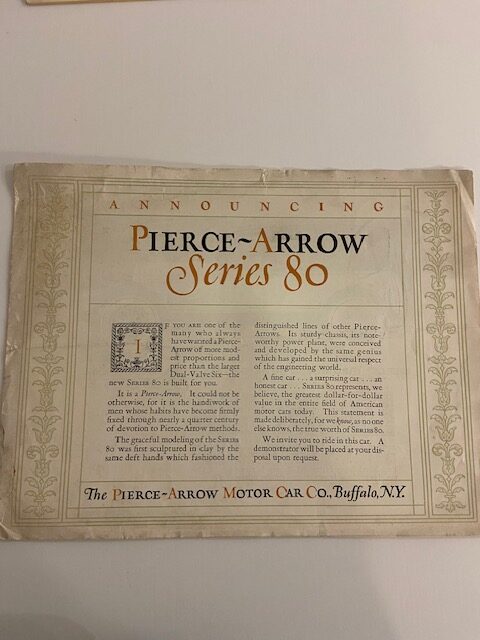 ANNOUNCING
PIERCE~ARROW
Series 80
IF YOU ARE one of the
many who always
have wanted a Pierce-
Arrow of more mod-
est proportions and
price than the larger
Dual-Valve Six—the
new SERIES 80 is built for you.
It is a Pierce-Arrow. It could not be
otherwise, for it is the handiwork of
men whose habits have become firmly
fixed through nearly a quarter century
of devotion to Pierce-Arrow methods.
The graceful modeling of the SERIES
80 was first sculptured in clay by the
same deft hands which fashioned the
distinguished lines of other Pierce-
Arrows. Its sturdy chassis, its note-
worthy power plant, were conceived
and developed by the same genius
which has gained the universal respect
of the engineering world.
A fine car . . . a surprising car . . . an
honest car . . . SERIES 80 represents, we
believe, the greatest dollar-for-dollar
value in the entire field of American
motor cars today. This statement is
made deliberately, for we know, as no one
else knows, the true worth of SERIES 80.
We invite you to ride in this car. A
demonstrator will be placed at your dis-
posal upon request.
The PIERCE~ARROW MOTOR CAR CO., Buffalo, N.Y.